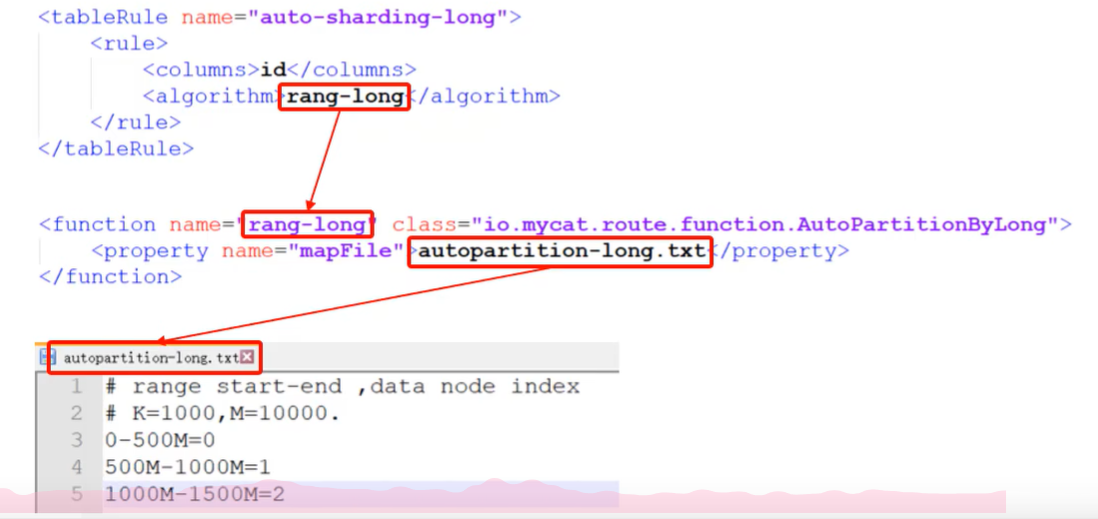 <tableRule name="auto-sharding-long">
<rule>
<columns>id</columns>
<algorithm>rang-long</algorithm>
</rule>
</tableRule>
<function name="rang-long" class="io.mycat.route.function.AutoPartitionByLong">
<property name="mapFile">autopartition-long.txt</property>
</function>
autopartition-long.txt
1 # range start-end ,data node index
2 # K=1000,M=10000.
3 0-500M=0
4 500M-1000M=1
5 1000M-1500M=2